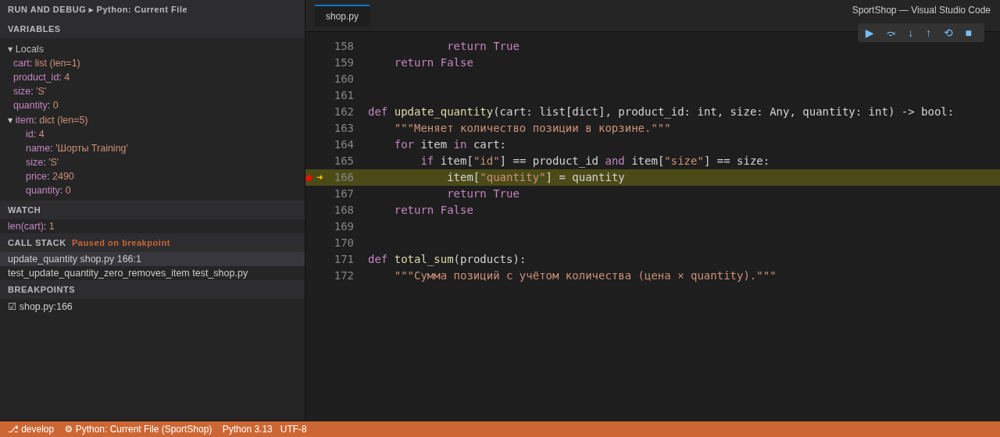 RUN AND DEBUG ▸ Python: Current File
VARIABLES
▾ Locals
cart: list (len=1)
product_id: 4
size: 'S'
quantity: 0
▾ item: dict (len=5)
id: 4
name: 'Шорты Training'
size: 'S'
price: 2490
quantity: 0
WATCH
len(cart): 1
CALL STACK Paused on breakpoint
update_quantity shop.py 166:1
test_update_quantity_zero_removes_item test_shop.py
BREAKPOINTS
☑ shop.py:166
shop.py
SportShop — Visual Studio Code
158 return True
159 return False
160
161
162 def update_quantity(cart: list[dict], product_id: int, size: Any, quantity: int) -> bool:
163 """Меняет количество позиции в корзине."""
164 for item in cart:
165 if item["id"] == product_id and item["size"] == size:
166 item["quantity"] = quantity
167 return True
168 return False
169
170
171 def total_sum(products):
172 """Сумма позиций с учётом количества (цена × quantity)."""
⎇ develop ⚙ Python: Current File (SportShop) Python 3.13 UTF-8